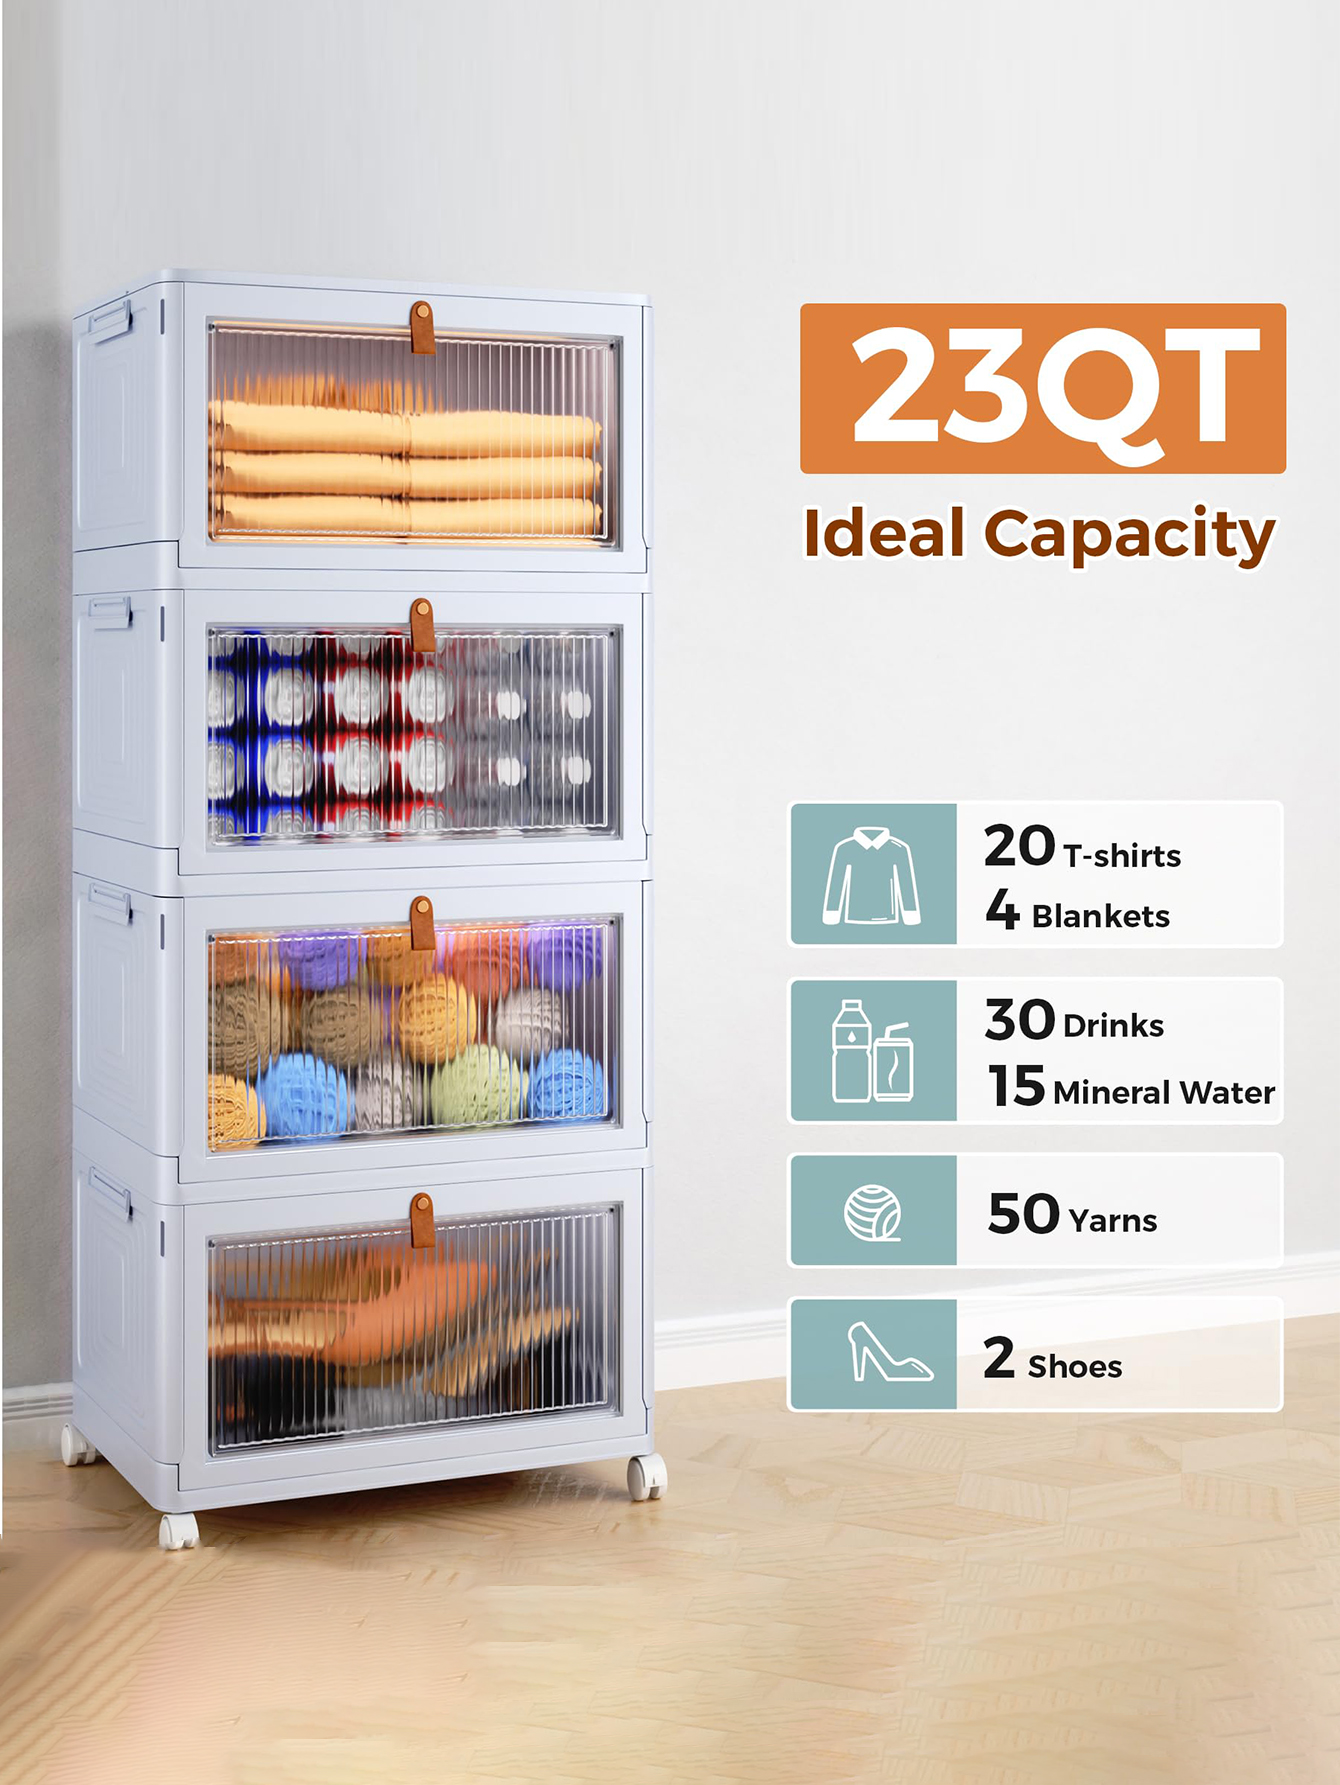 23QT
Ideal Capacity
20 T-shirts
4 Blankets
30 Drinks
15 Mineral Water
50 Yarns
2 Shoes